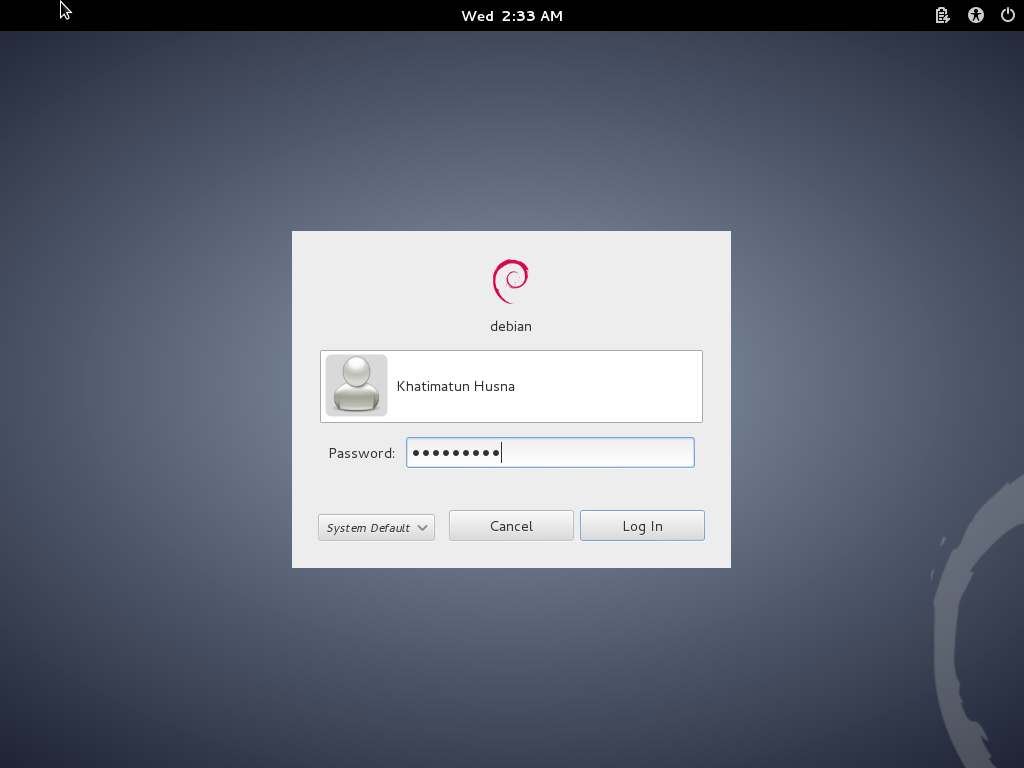 Wed 2:33 AM
debian
Khatimatun Husna
Password: •••••••••
System Default
Cancel
Log In